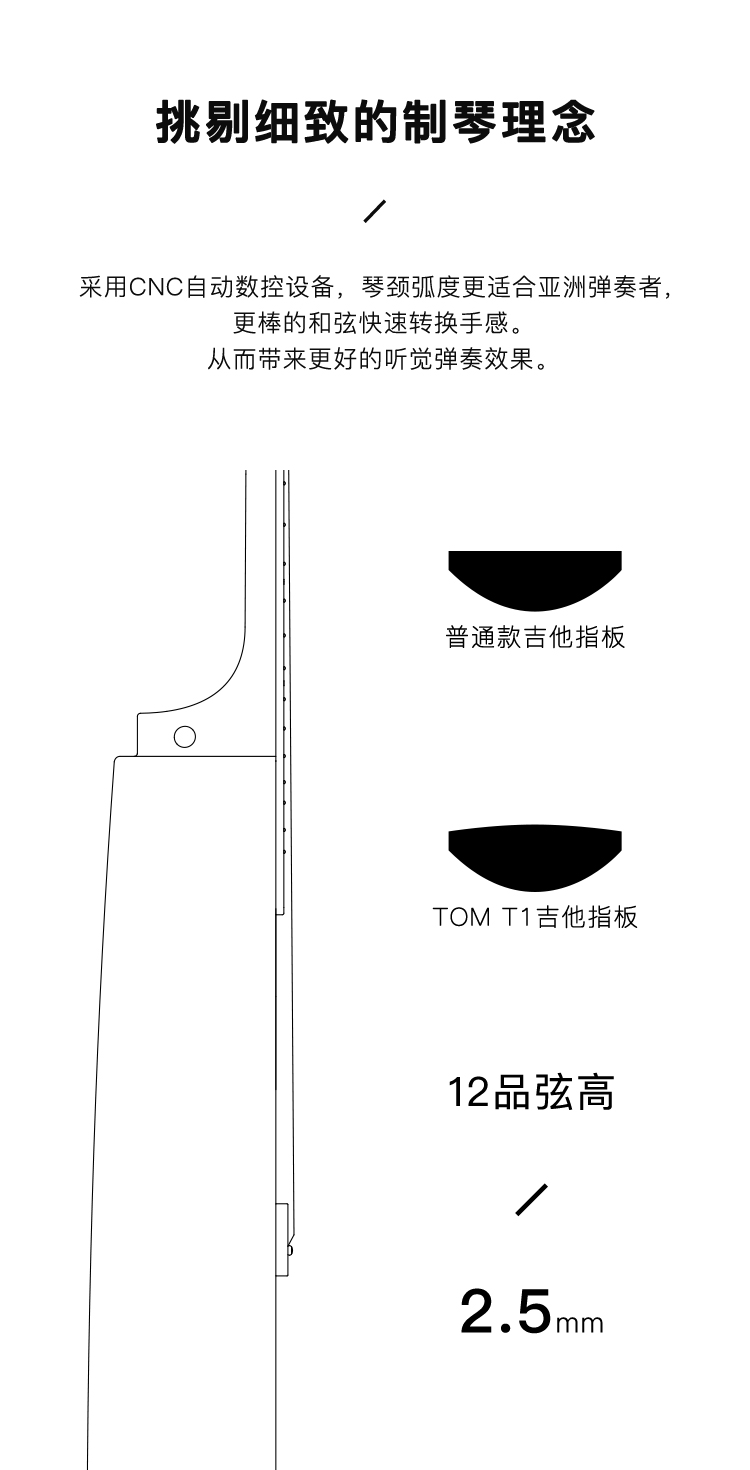 挑剔细致的制琴理念
采用CNC自动数控设备，琴颈弧度更适合亚洲弹奏者，
更棒的和弦快速转换手感。
从而带来更好的听觉弹奏效果。
普通款吉他指板
TOM T1吉他指板
12品弦高
2.5mm